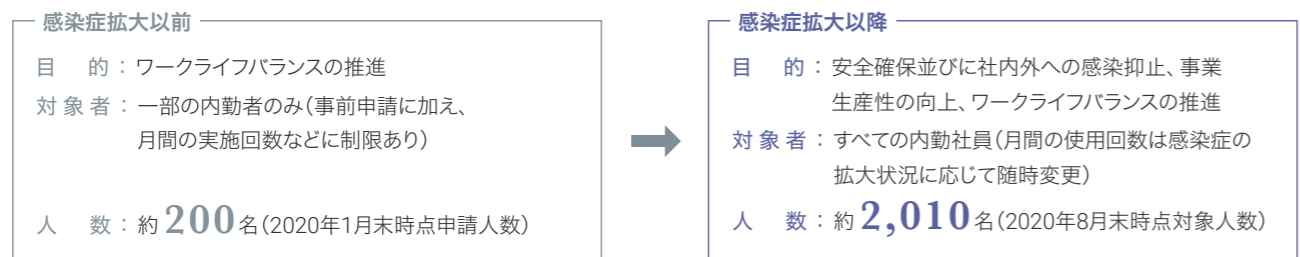 感染症拡大以前
目 的：ワークライフバランスの推進
対象者：一部の内勤者のみ（事前申請に加え、
月間の実施回数などに制限あり）
人 数：約200名（2020年1月末時点申請人数）
感染症拡大以降
目 的：安全確保並びに社内外への感染抑止、事業
生産性の向上、ワークライフバランスの推進
対象者：すべての内勤社員（月間の使用回数は感染症の
拡大状況に応じて随時変更）
人 数：約2,010名（2020年8月末時点対象人数）